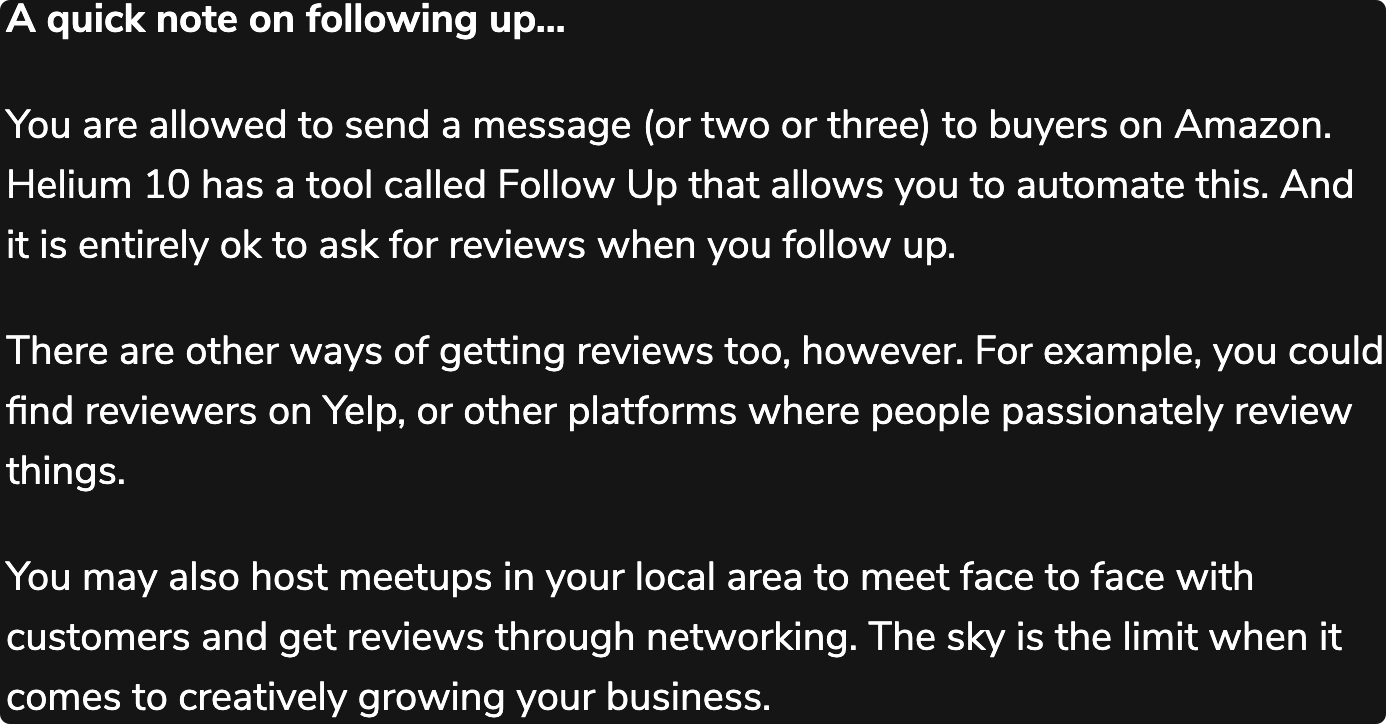 A quick note on following up...
You are allowed to send a message (or two or three) to buyers on Amazon.
Helium 10 has a tool called Follow Up that allows you to automate this. And
it is entirely ok to ask for reviews when you follow up.
There are other ways of getting reviews too, however. For example, you could
find reviewers on Yelp, or other platforms where people passionately review
things.
You may also host meetups in your local area to meet face to face with
customers and get reviews through networking. The sky is the limit when it
comes to creatively growing your business.